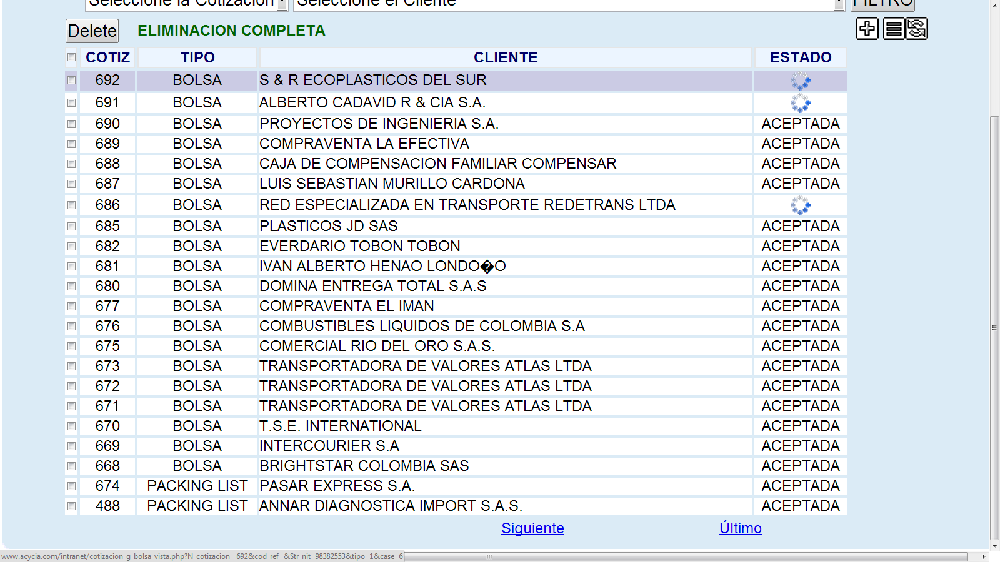 Seleccione la Cotización Seleccione el Cliente FILTRO
Delete ELIMINACION COMPLETA
COTIZ TIPO CLIENTE ESTADO
692 BOLSA S & R ECOPLASTICOS DEL SUR
691 BOLSA ALBERTO CADAVID R & CIA S.A.
690 BOLSA PROYECTOS DE INGENIERIA S.A. ACEPTADA
689 BOLSA COMPRAVENTA LA EFECTIVA ACEPTADA
688 BOLSA CAJA DE COMPENSACION FAMILIAR COMPENSAR ACEPTADA
687 BOLSA LUIS SEBASTIAN MURILLO CARDONA ACEPTADA
686 BOLSA RED ESPECIALIZADA EN TRANSPORTE REDETRANS LTDA
685 BOLSA PLASTICOS JD SAS ACEPTADA
682 BOLSA EVERDARIO TOBON TOBON ACEPTADA
681 BOLSA IVAN ALBERTO HENAO LONDO�O ACEPTADA
680 BOLSA DOMINA ENTREGA TOTAL S.A.S ACEPTADA
677 BOLSA COMPRAVENTA EL IMAN ACEPTADA
676 BOLSA COMBUSTIBLES LIQUIDOS DE COLOMBIA S.A ACEPTADA
675 BOLSA COMERCIAL RIO DEL ORO S.A.S. ACEPTADA
673 BOLSA TRANSPORTADORA DE VALORES ATLAS LTDA ACEPTADA
672 BOLSA TRANSPORTADORA DE VALORES ATLAS LTDA ACEPTADA
671 BOLSA TRANSPORTADORA DE VALORES ATLAS LTDA ACEPTADA
670 BOLSA T.S.E. INTERNATIONAL ACEPTADA
669 BOLSA INTERCOURIER S.A ACEPTADA
668 BOLSA BRIGHTSTAR COLOMBIA SAS ACEPTADA
674 PACKING LIST PASAR EXPRESS S.A. ACEPTADA
488 PACKING LIST ANNAR DIAGNOSTICA IMPORT S.A.S. ACEPTADA
Siguiente Último
www.acycia.com/intranet/cotizacion_g_bolsa_vista.php?N_cotizacion= 692&cod_ref=&Str_nit=98382553&tipo=1&case=6